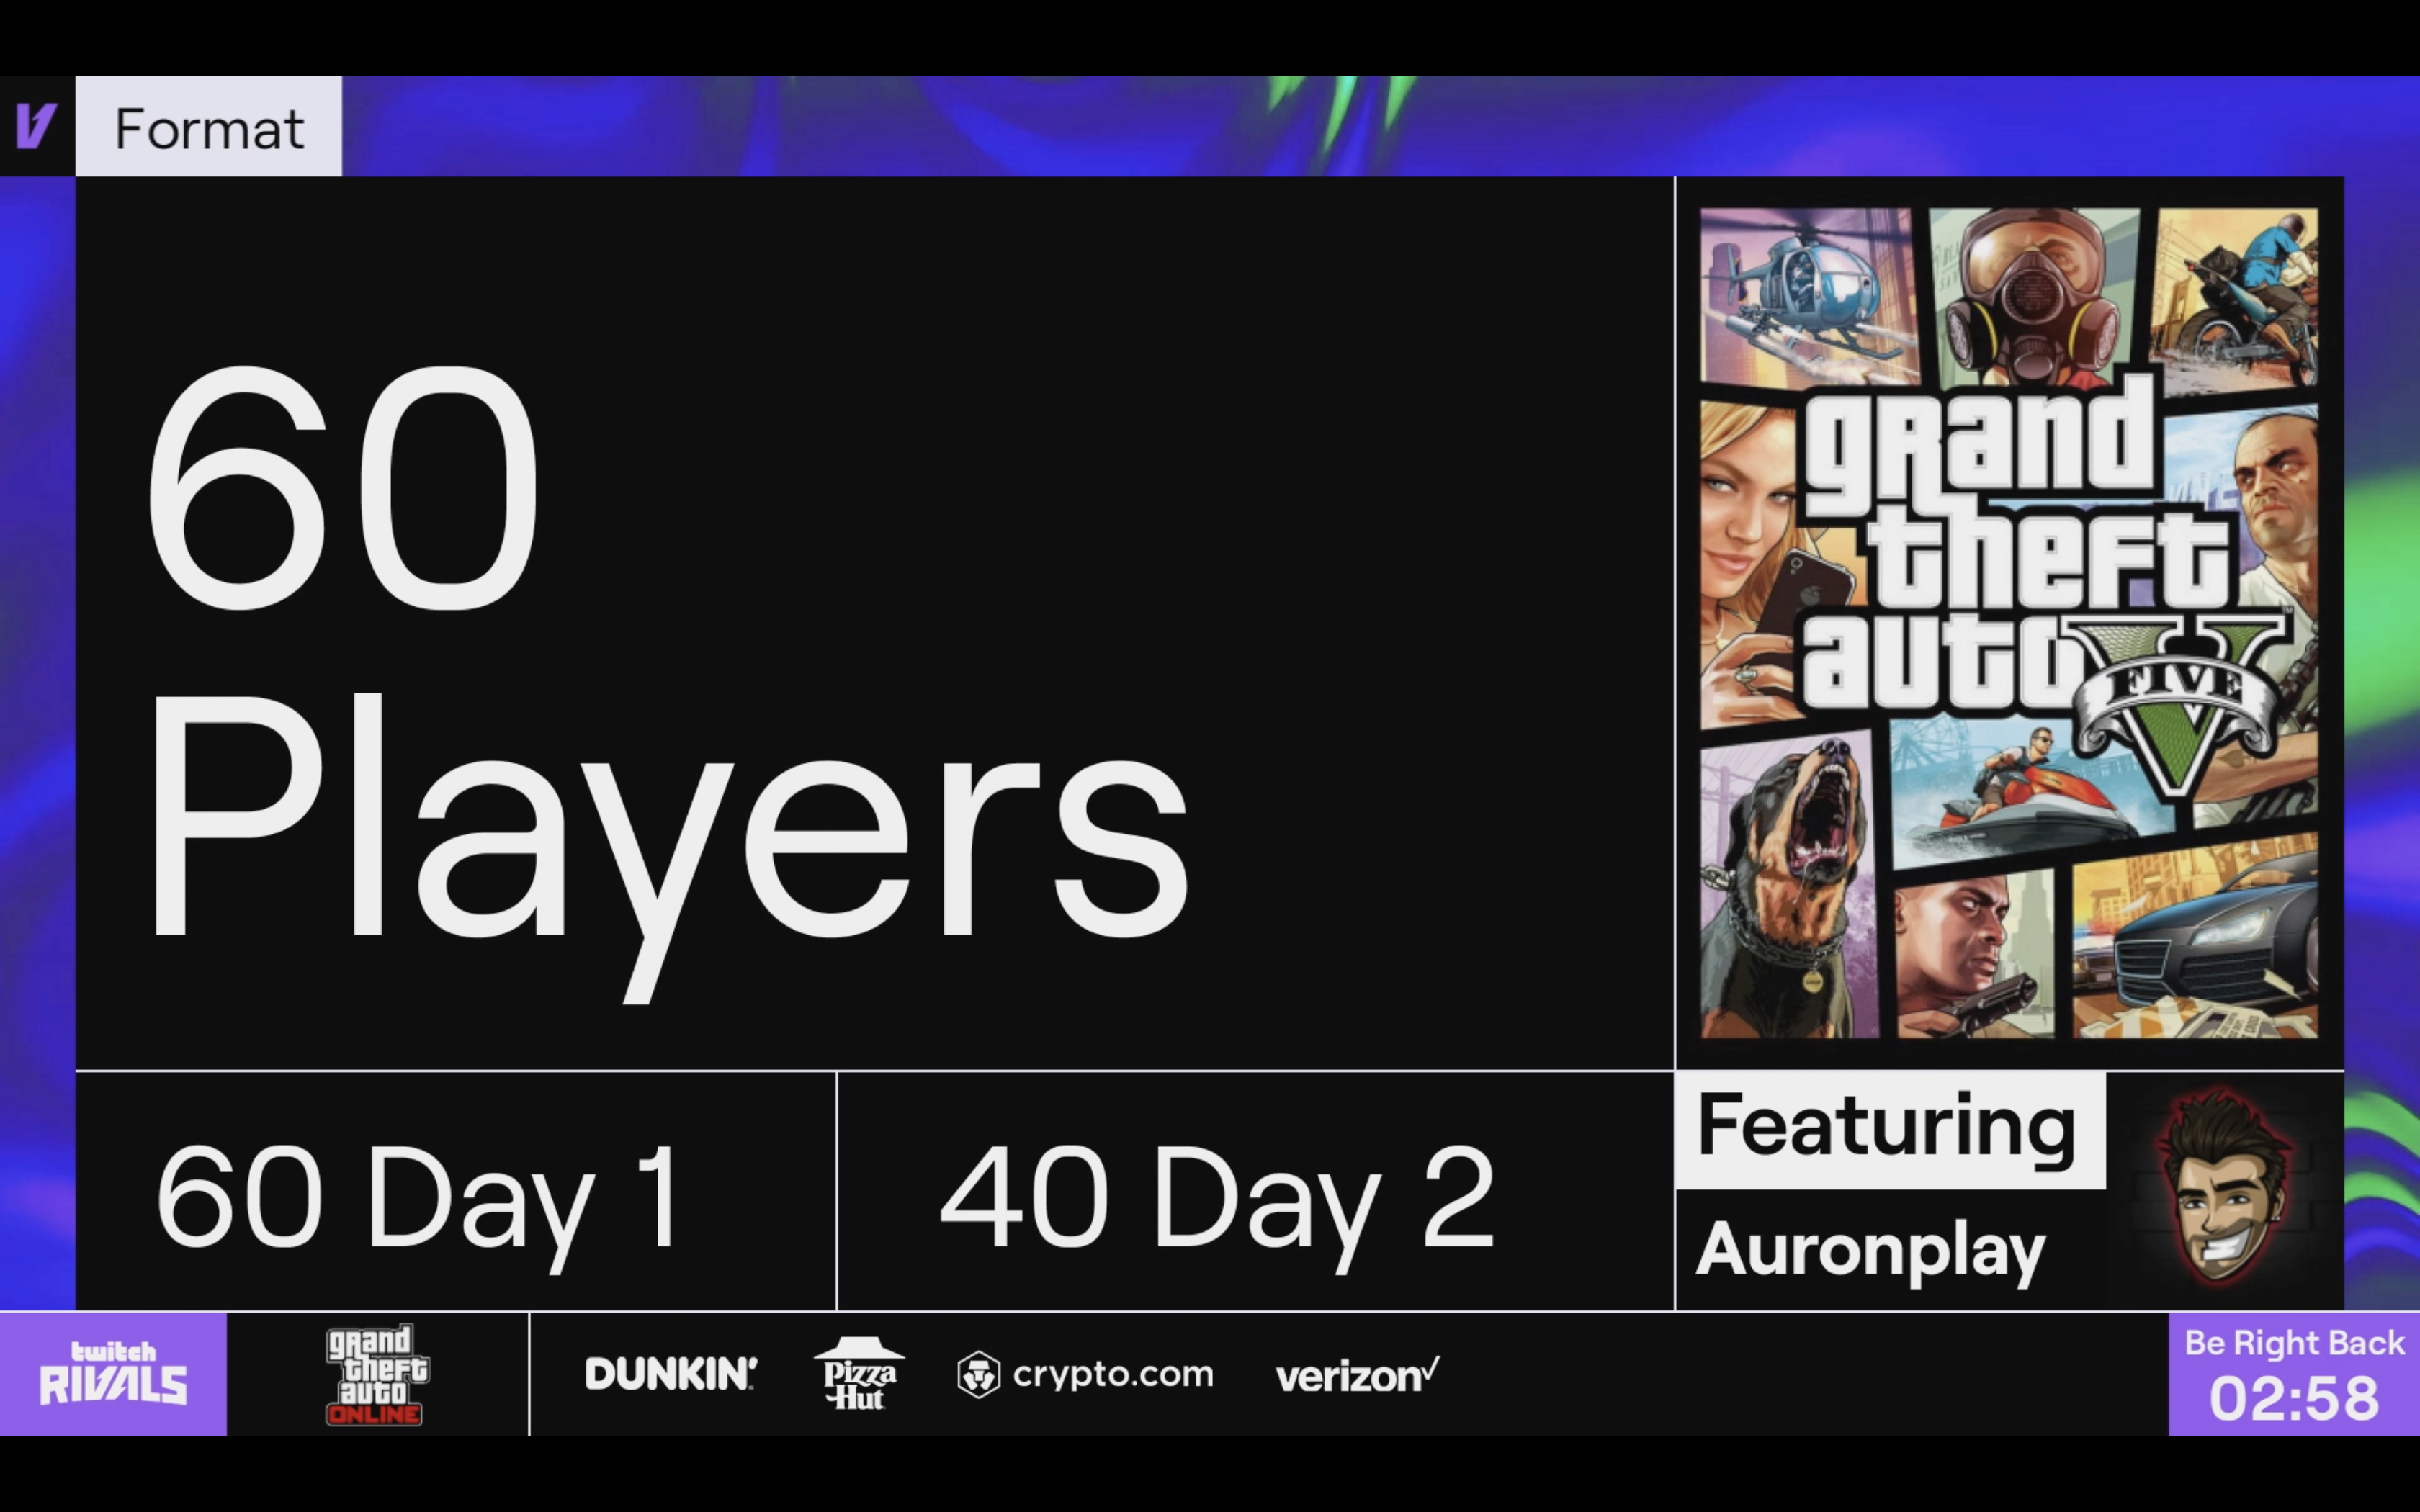 Format
60
Players
grand
theft
auto
FIVE
60 Day 1
40 Day 2
Featuring
Auronplay
twitch
RIVALS
grand
theft
auto
ONLINE
DUNKIN'
Pizza
Hut
crypto.com
verizon✓
Be Right Back
02:58